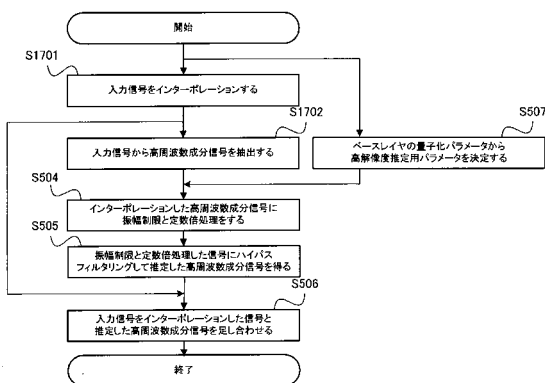 開始
S1701
入力信号をインターポレーションする
S1702
入力信号から高周波数成分信号を抽出する
S507
ベースレイヤの量子化パラメータから
高解像度推定用パラメータを決定する
S504
インターポレーションした高周波数成分信号に
振幅制限と定数倍処理をする
S505
振幅制限と定数倍処理した信号にハイパス
フィルタリングして推定した高周波数成分信号を得る
S506
入力信号をインターポレーションした信号と
推定した高周波数成分信号を足し合わせる
終了